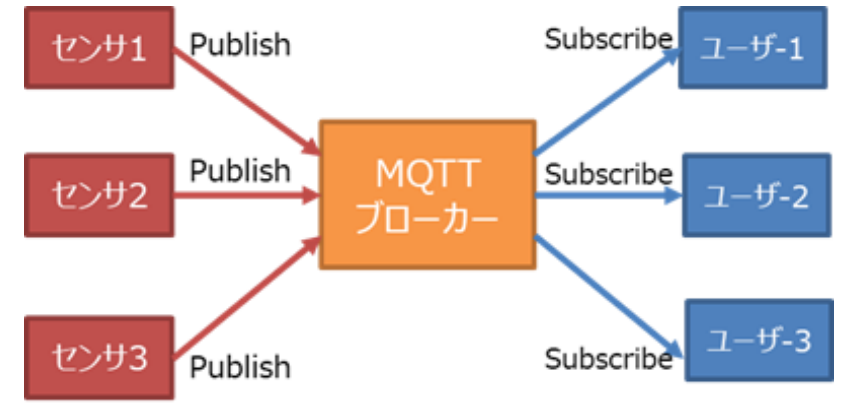 センサ1
Publish
Subscribe
ユーザ-1
センサ2
Publish
MQTT
ブローカー
Subscribe
ユーザ-2
センサ3
Publish
Subscribe
ユーザ-3